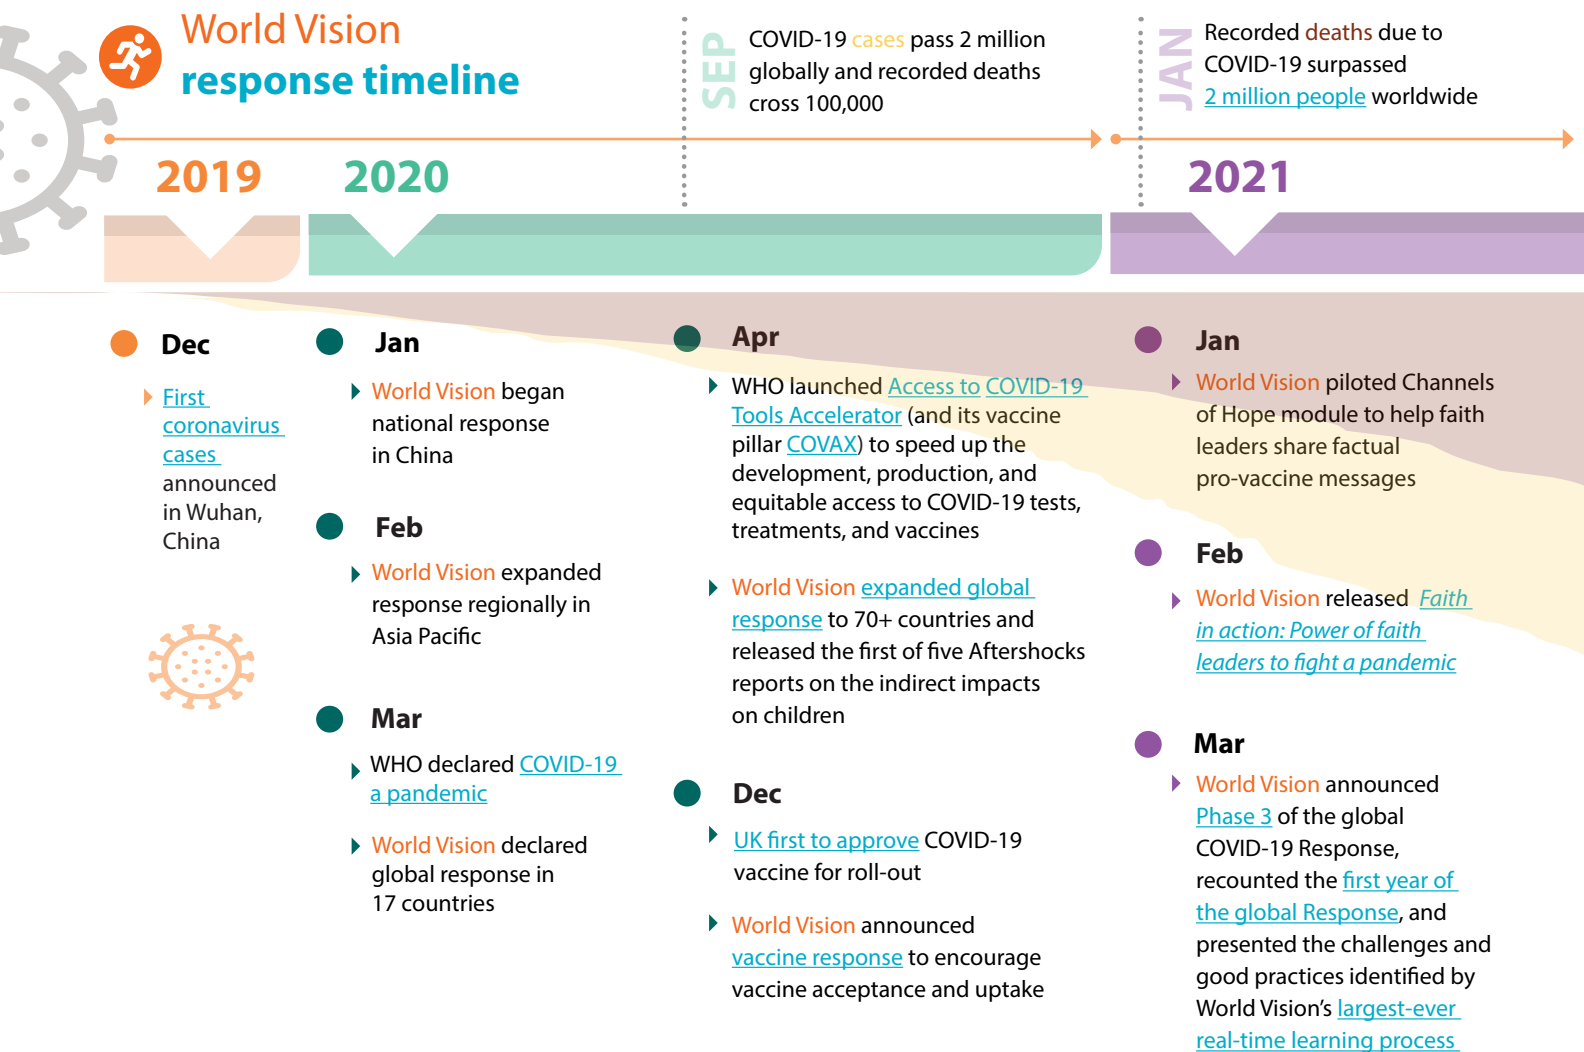 World Vision
response timeline
SEP
COVID-19 cases pass 2 million
globally and recorded deaths
cross 100,000
JAN
Recorded deaths due to
COVID-19 surpassed
2 million people worldwide
2019
2020
2021
Dec
First
coronavirus
cases
announced
in Wuhan,
China
Jan
World Vision began
national response
in China
Feb
World Vision expanded
response regionally in
Asia Pacific
Mar
WHO declared COVID-19
a pandemic
World Vision declared
global response in
17 countries
Apr
WHO launched Access to COVID-19
Tools Accelerator (and its vaccine
pillar COVAX) to speed up the
development, production, and
equitable access to COVID-19 tests,
treatments, and vaccines
World Vision expanded global
response to 70+ countries and
released the first of five Aftershocks
reports on the indirect impacts
on children
Dec
UK first to approve COVID-19
vaccine for roll-out
World Vision announced
vaccine response to encourage
vaccine acceptance and uptake
Jan
World Vision piloted Channels
of Hope module to help faith
leaders share factual
pro-vaccine messages
Feb
World Vision released Faith
in action: Power of faith
leaders to fight a pandemic
Mar
World Vision announced
Phase 3 of the global
COVID-19 Response,
recounted the first year of
the global Response, and
presented the challenges and
good practices identified by
World Vision's largest-ever
real-time learning process